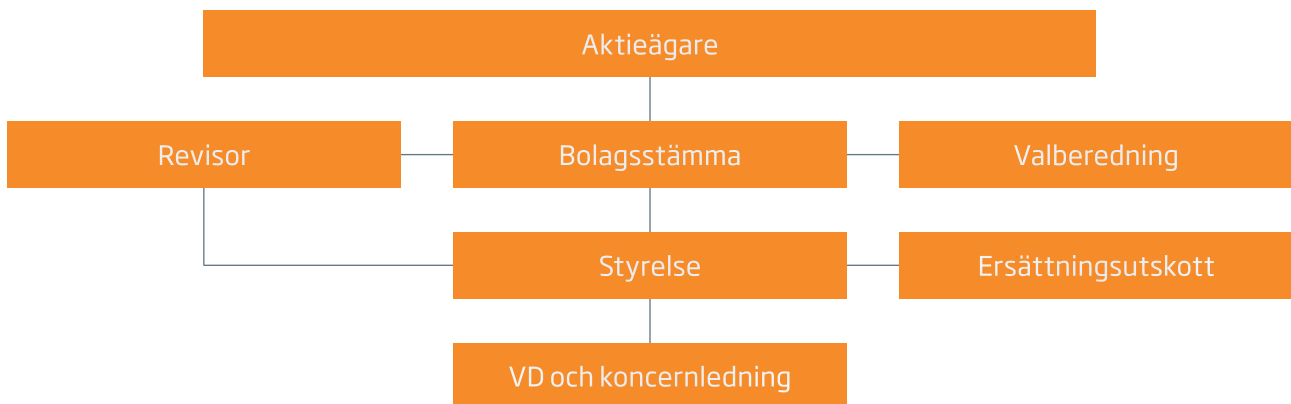 Aktieägare
Revisor
Bolagsstämma
Valberedning
Styrelse
Ersättningsutskott
VD och koncernledning